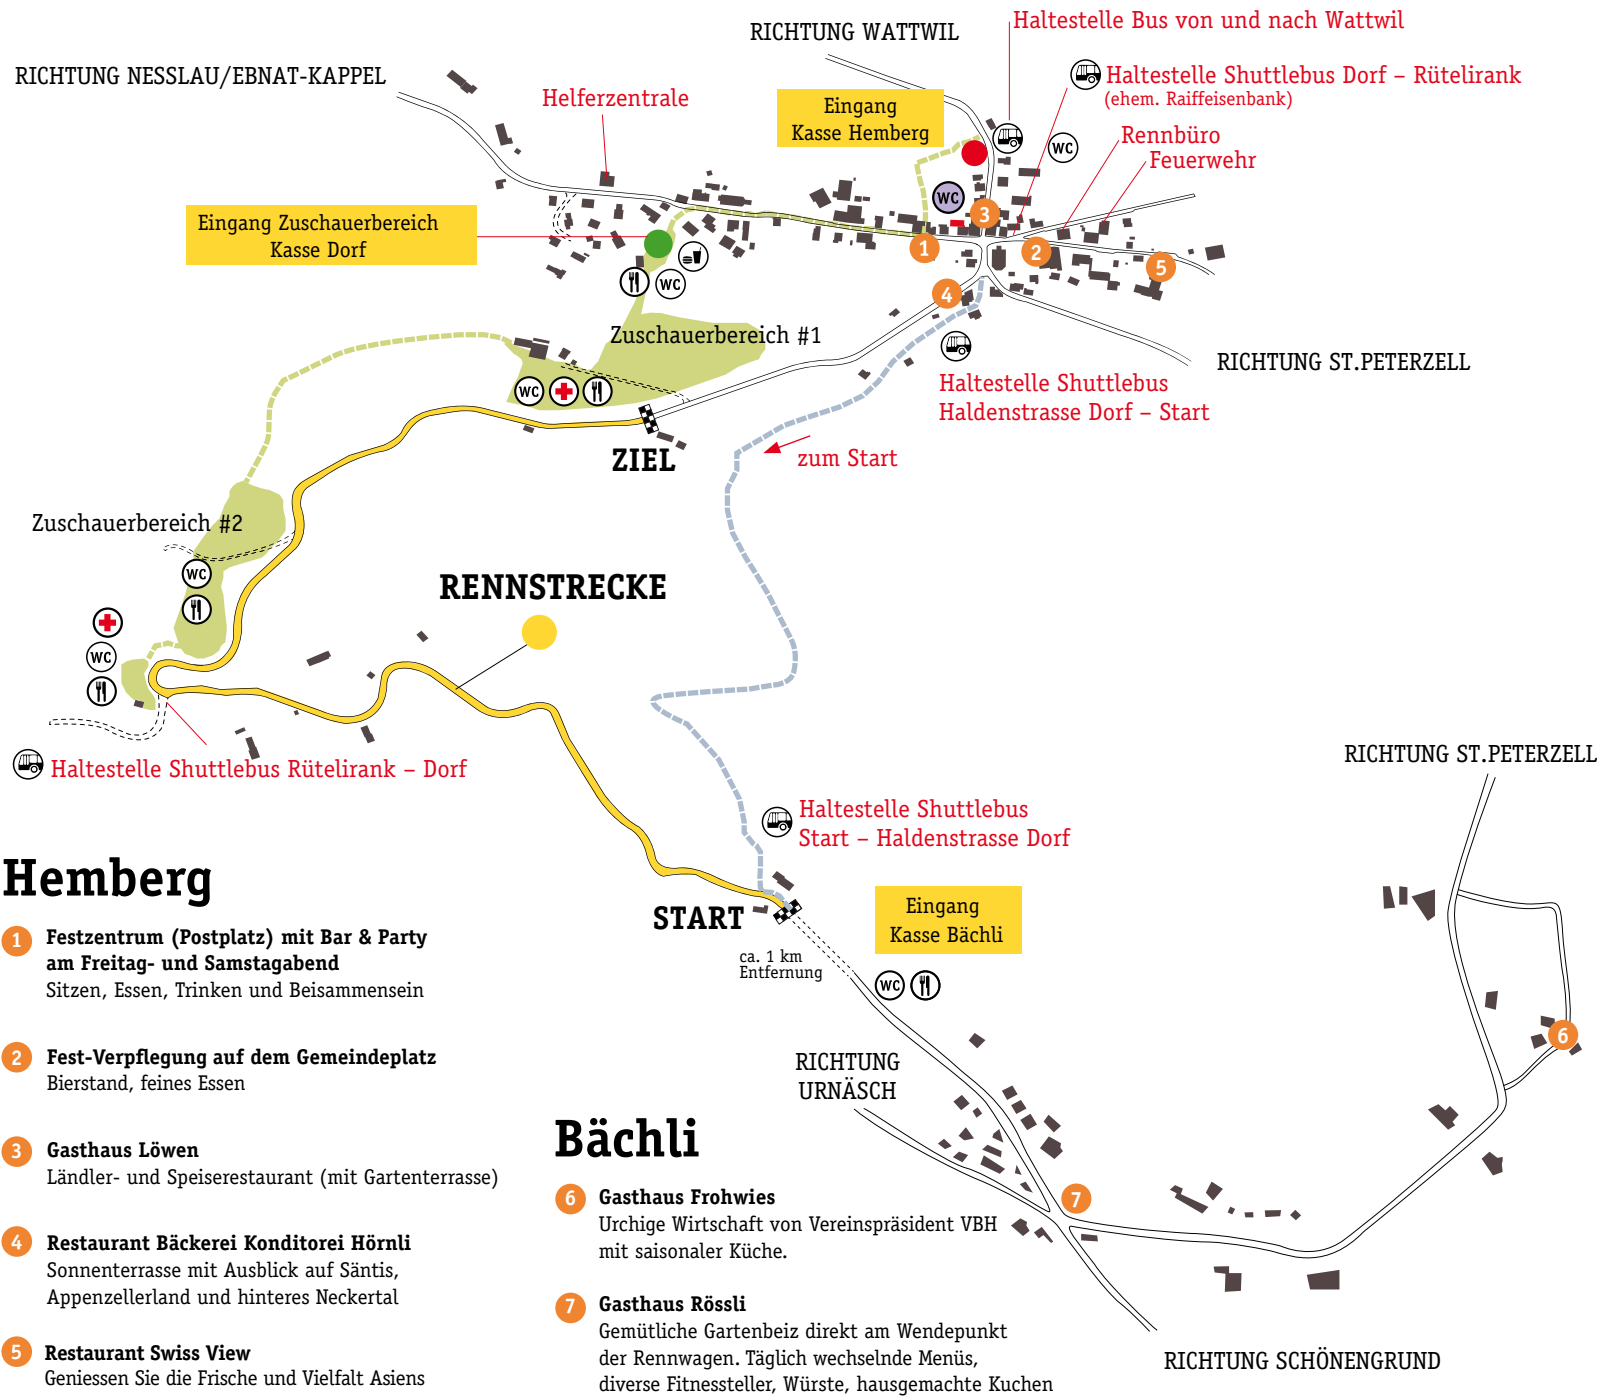 Haltestelle Bus von und nach Wattwil
RICHTUNG WATTWIL
RICHTUNG NESSLAU/EBNAT-KAPPEL
Haltestelle Shuttlebus Dorf – Rütelirank
(ehem. Raiffeisenbank)
Helferzentrale
Eingang
Kasse Hemberg
Rennbüro
Feuerwehr
WC
WC
Eingang Zuschauerbereich
Kasse Dorf
3
1
2
5
4
WC
Zuschauerbereich #1
RICHTUNG ST.PETERZELL
Haltestelle Shuttlebus
Haldenstrasse Dorf – Start
WC
ZIEL
zum Start
Zuschauerbereich #2
WC
RENNSTRECKE
WC
Haltestelle Shuttlebus Rütelirank – Dorf
RICHTUNG ST.PETERZELL
Haltestelle Shuttlebus
Start – Haldenstrasse Dorf
START
ca. 1 km
Entfernung
Eingang
Kasse Bächli
WC
RICHTUNG
URNÄSCH
6
7
RICHTUNG SCHÖNENGRUND
Hemberg
1 Festzentrum (Postplatz) mit Bar & Party
am Freitag- und Samstagabend
Sitzen, Essen, Trinken und Beisammensein
2 Fest-Verpflegung auf dem Gemeindeplatz
Bierstand, feines Essen
3 Gasthaus Löwen
Ländler- und Speiserestaurant (mit Gartenterrasse)
4 Restaurant Bäckerei Konditorei Hörnli
Sonnenterrasse mit Ausblick auf Säntis,
Appenzellerland und hinteres Neckertal
5 Restaurant Swiss View
Geniessen Sie die Frische und Vielfalt Asiens
Bächli
6 Gasthaus Frohwies
Urchige Wirtschaft von Vereinspräsident VBH
mit saisonaler Küche.
7 Gasthaus Rössli
Gemütliche Gartenbeiz direkt am Wendepunkt
der Rennwagen. Täglich wechselnde Menüs,
diverse Fitnessteller, Würste, hausgemachte Kuchen